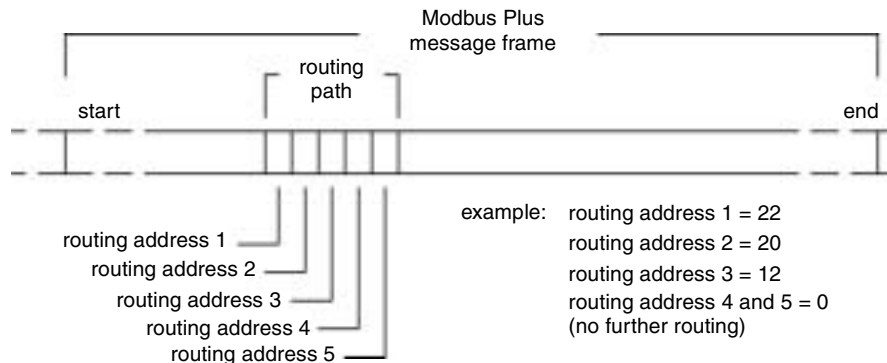 Modbus Plus
message frame
routing
path
start
end
routing address 1
routing address 2
routing address 3
routing address 4
routing address 5
example: routing address 1 = 22
routing address 2 = 20
routing address 3 = 12
routing address 4 and 5 = 0
(no further routing)